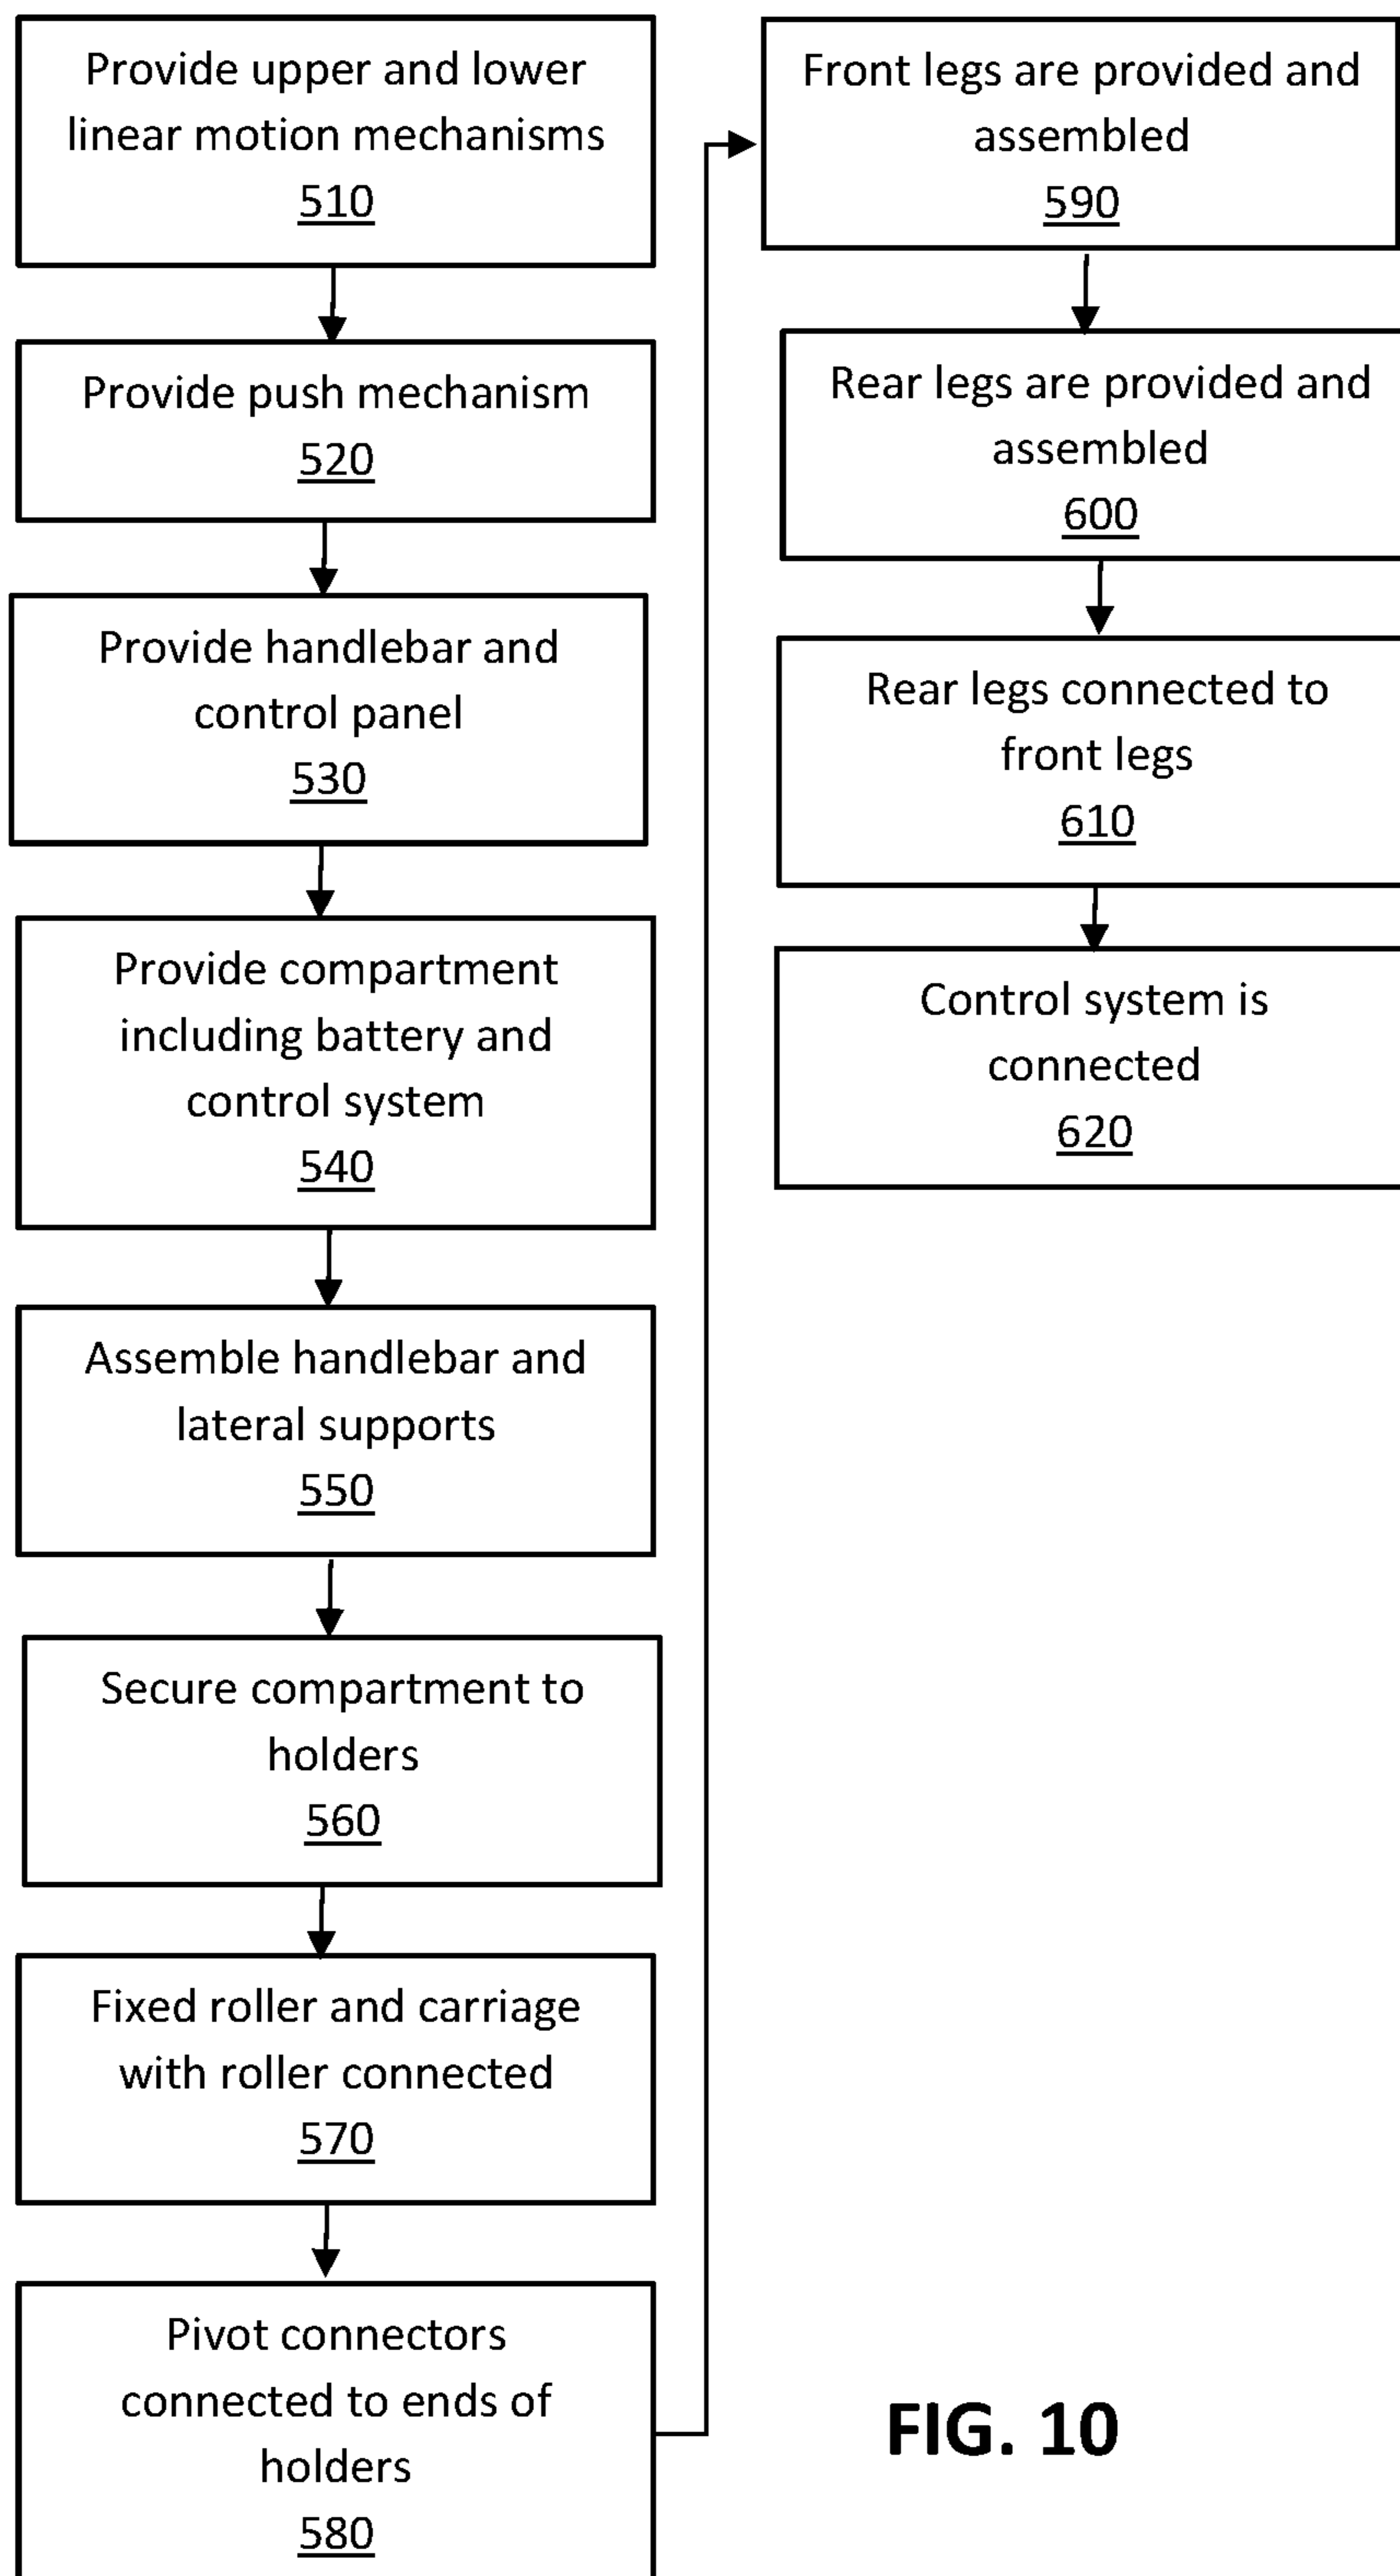 Provide upper and lower
linear motion mechanisms
510
Provide push mechanism
520
Provide handlebar and
control panel
530
Provide compartment
including battery and
control system
540
Assemble handlebar and
lateral supports
550
Secure compartment to
holders
560
Fixed roller and carriage
with roller connected
570
Pivot connectors
connected to ends of
holders
580
Front legs are provided and
assembled
590
Rear legs are provided and
assembled
600
Rear legs connected to
front legs
610
Control system is
connected
620
FIG. 10